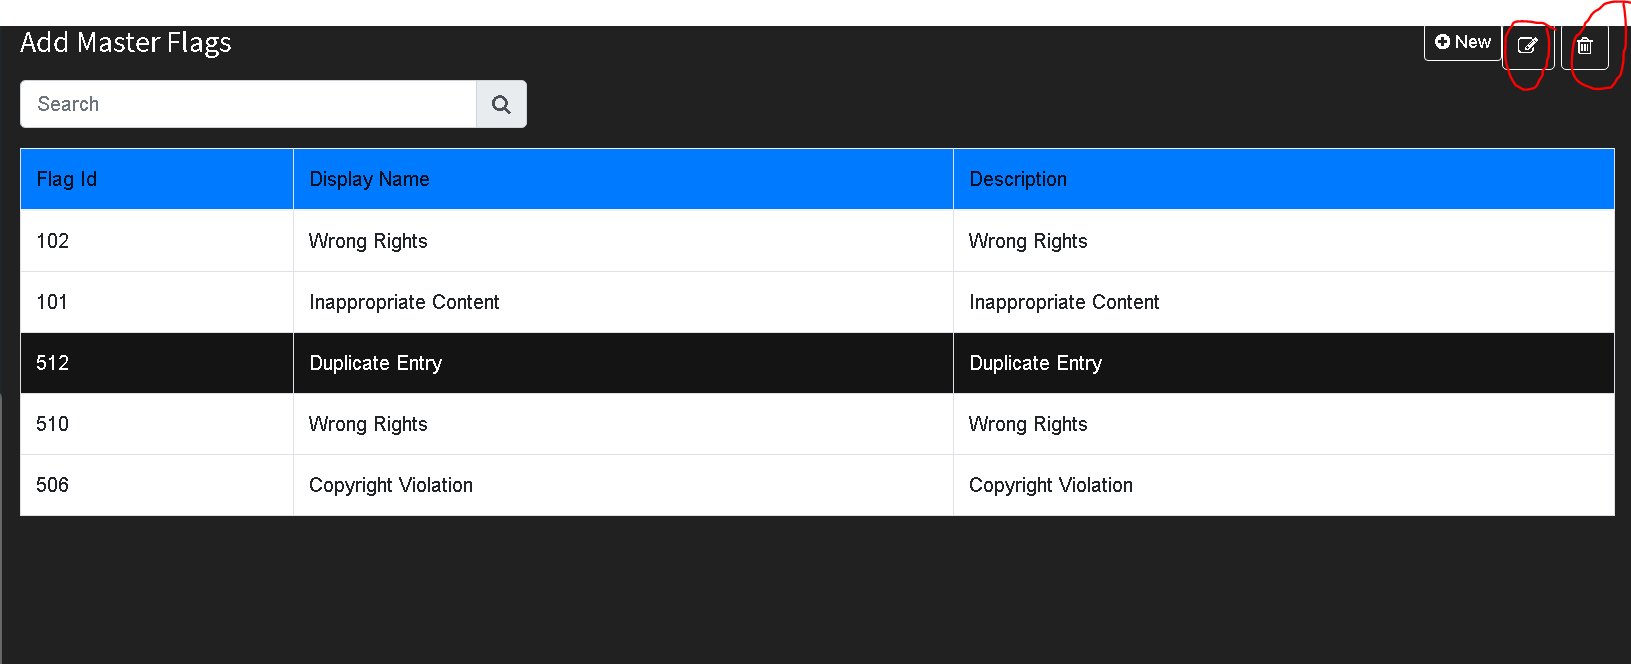 Add Master Flags
New
Search
Flag Id Display Name Description
102 Wrong Rights Wrong Rights
101 Inappropriate Content Inappropriate Content
512 Duplicate Entry Duplicate Entry
510 Wrong Rights Wrong Rights
506 Copyright Violation Copyright Violation